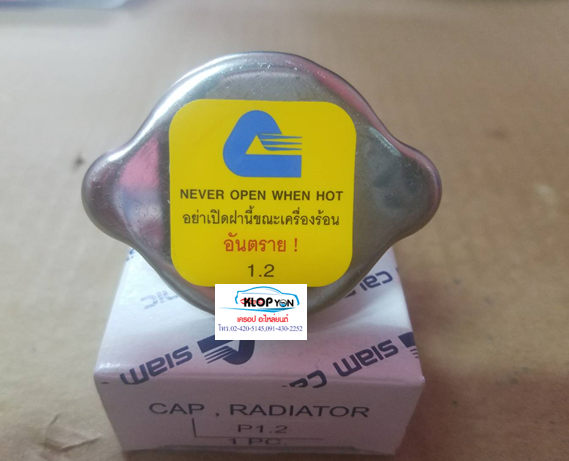 NEVER OPEN WHEN HOT
อย่าเปิดฝานี้ขณะเครื่องร้อน
อันตราย !
1.2
KLOP YON
เครอป อะไหล่ยนต์
โทร.02-420-5145,091-430-2252
SIAM
CAP , RADIATOR
P1.2
1 PC.